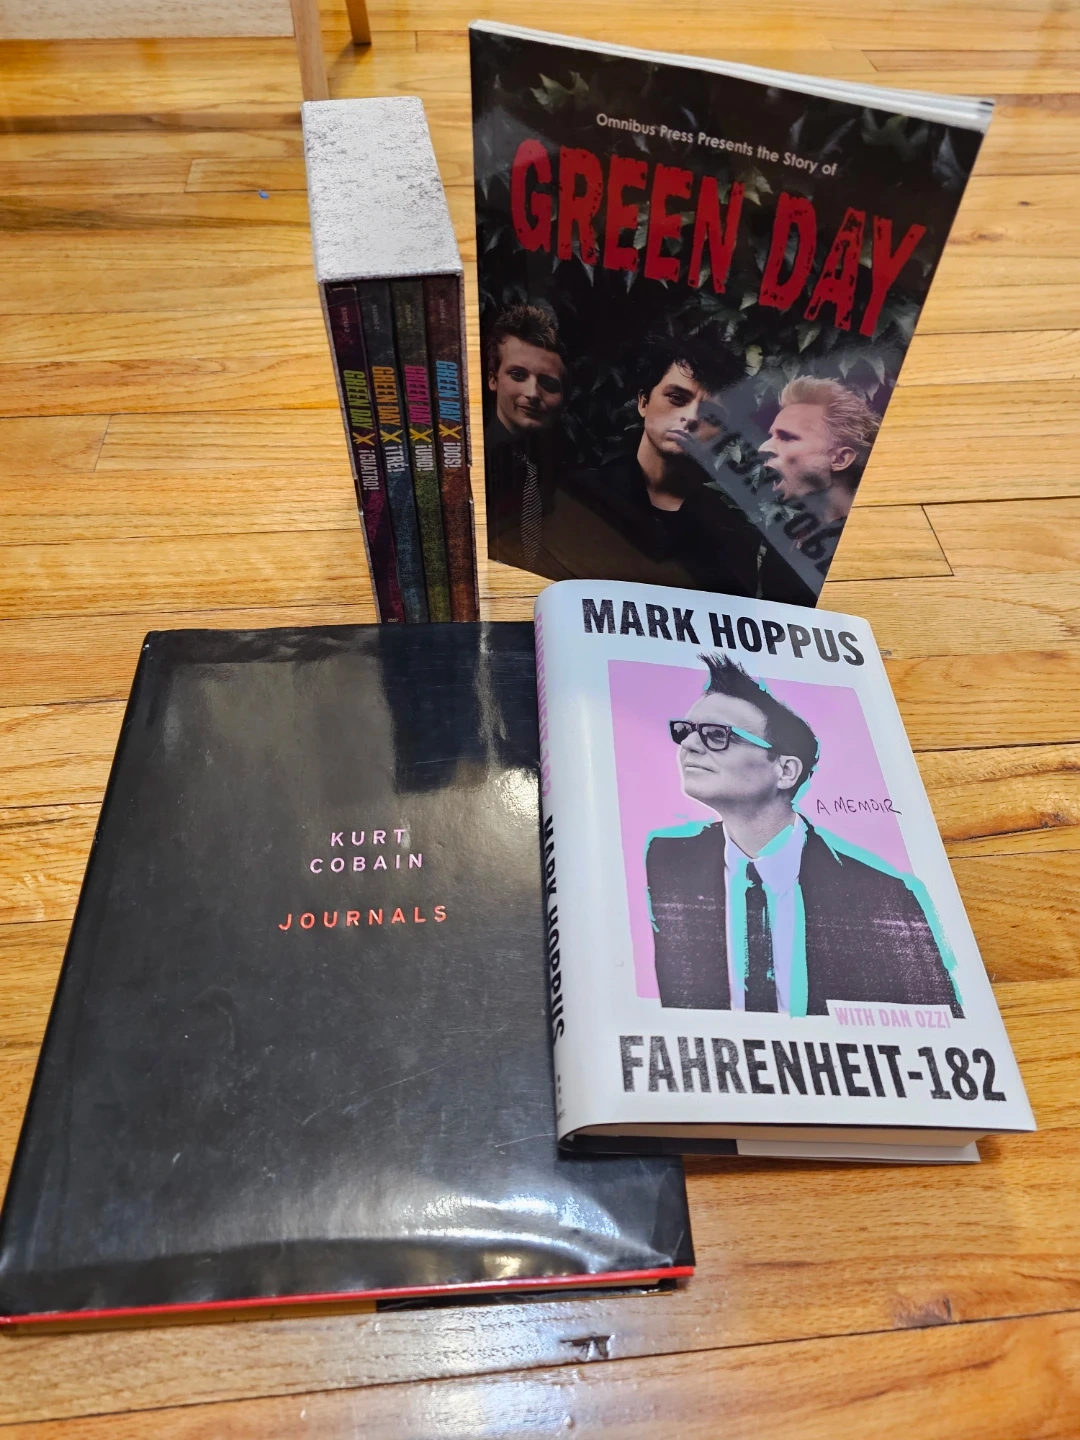 Omnibus Press Presents the Story of
GREEN DAY
GREEN DAY X ¡CUATRO!
GREEN DAY X ¡TRÉ!
GREEN DAY X ¡UNO!
GREEN DAY X ¡DOS!
MARK HOPPUS
A MEMOIR
WITH DAN OZZI
FAHRENHEIT-182
MARK HOPPUS
KURT
COBAIN
JOURNALS